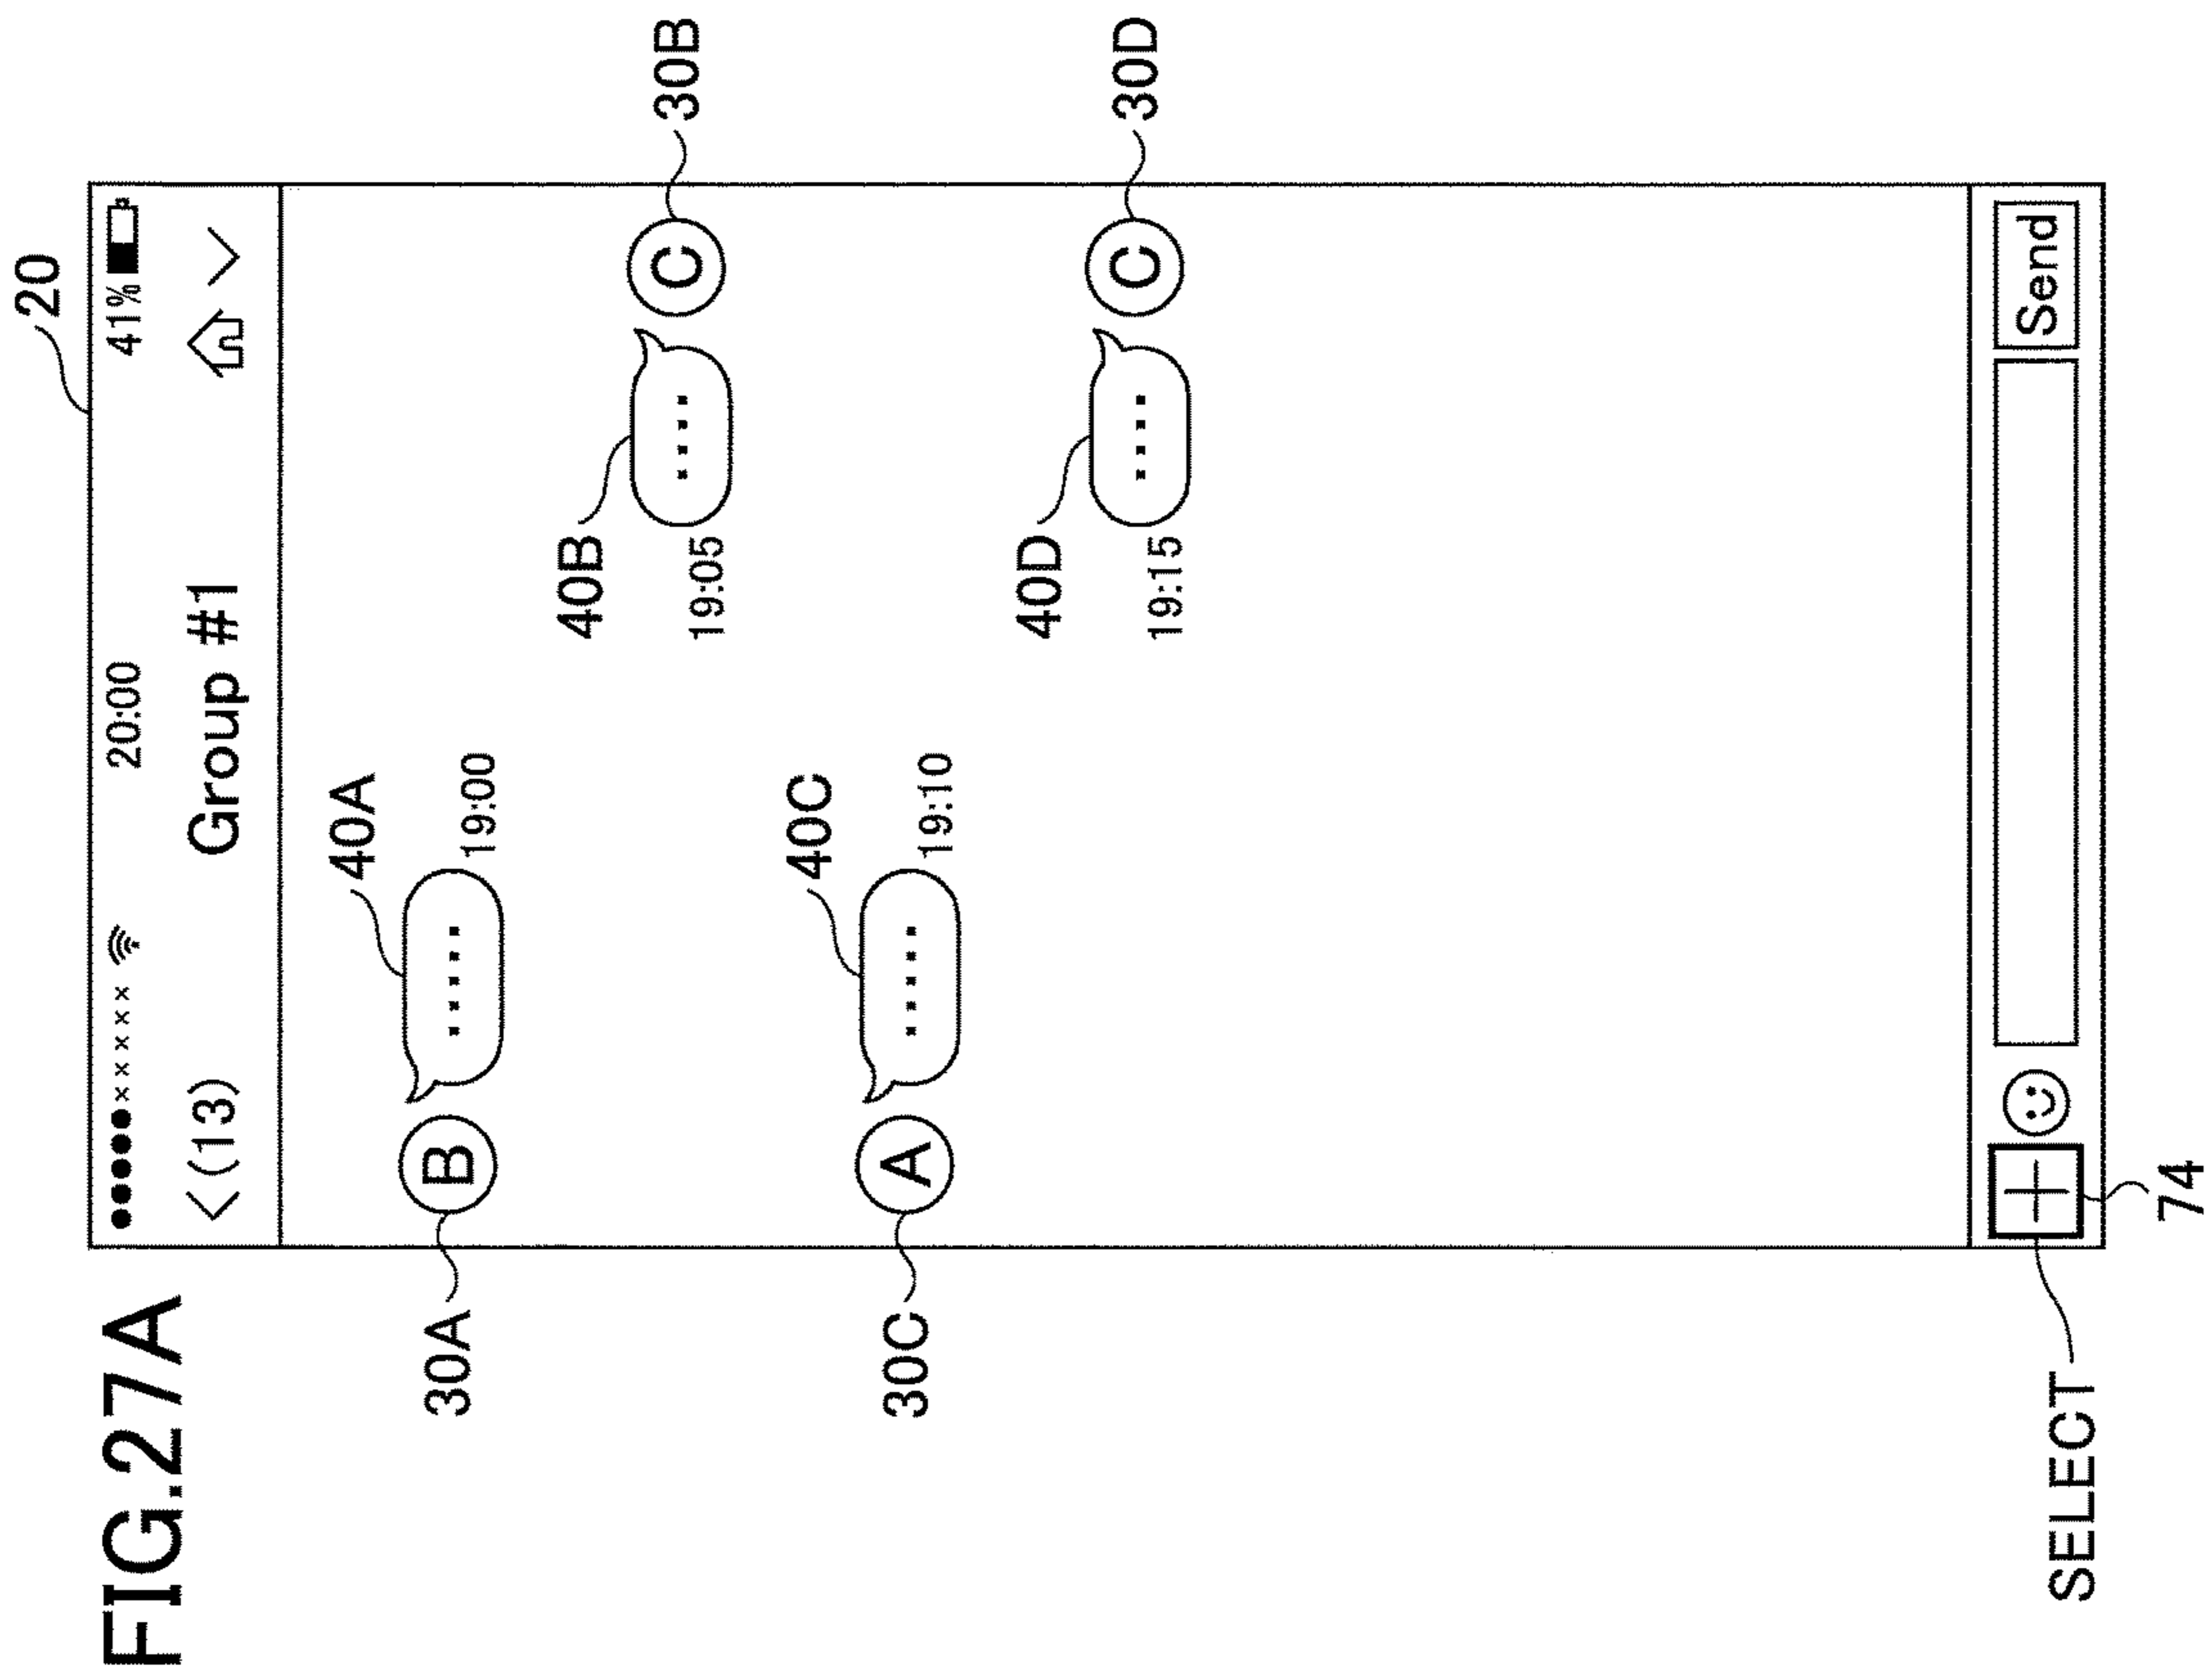 FIG.27A
20
●●●●●××××× 20:00 41%
<(13) Group #1
40A
30A B ..... 19:00
40B
19:05 .... C 30B
40C
30C A ..... 19:10
40D
19:15 .... C 30D
SELECT + Send
74